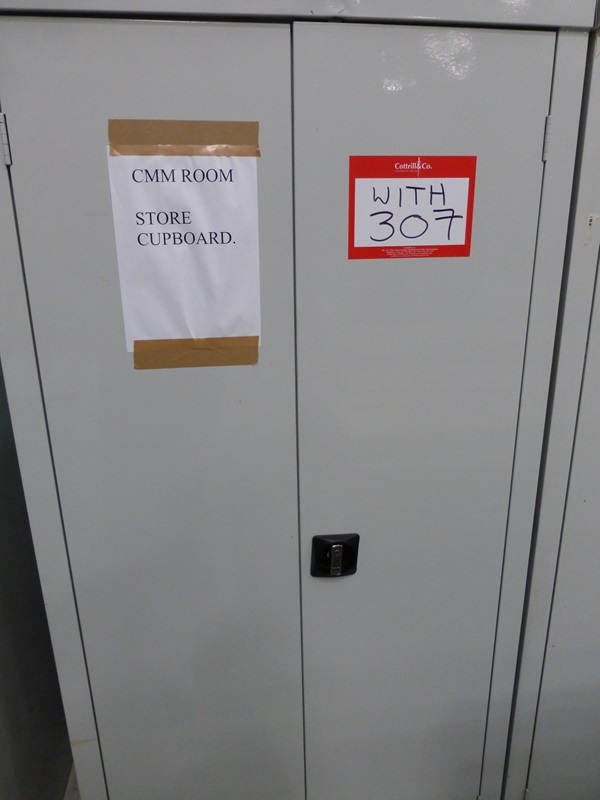 CMM ROOM
STORE
CUPBOARD.
Cottrill&Co.
WITH
307